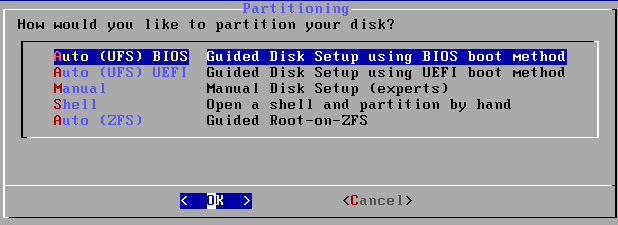 Partitioning
How would you like to partition your disk?
Auto (UFS) BIOS Guided Disk Setup using BIOS boot method
Auto (UFS) UEFI Guided Disk Setup using UEFI boot method
Manual Manual Disk Setup (experts)
Shell Open a shell and partition by hand
Auto (ZFS) Guided Root-on-ZFS
< OK > <Cancel>